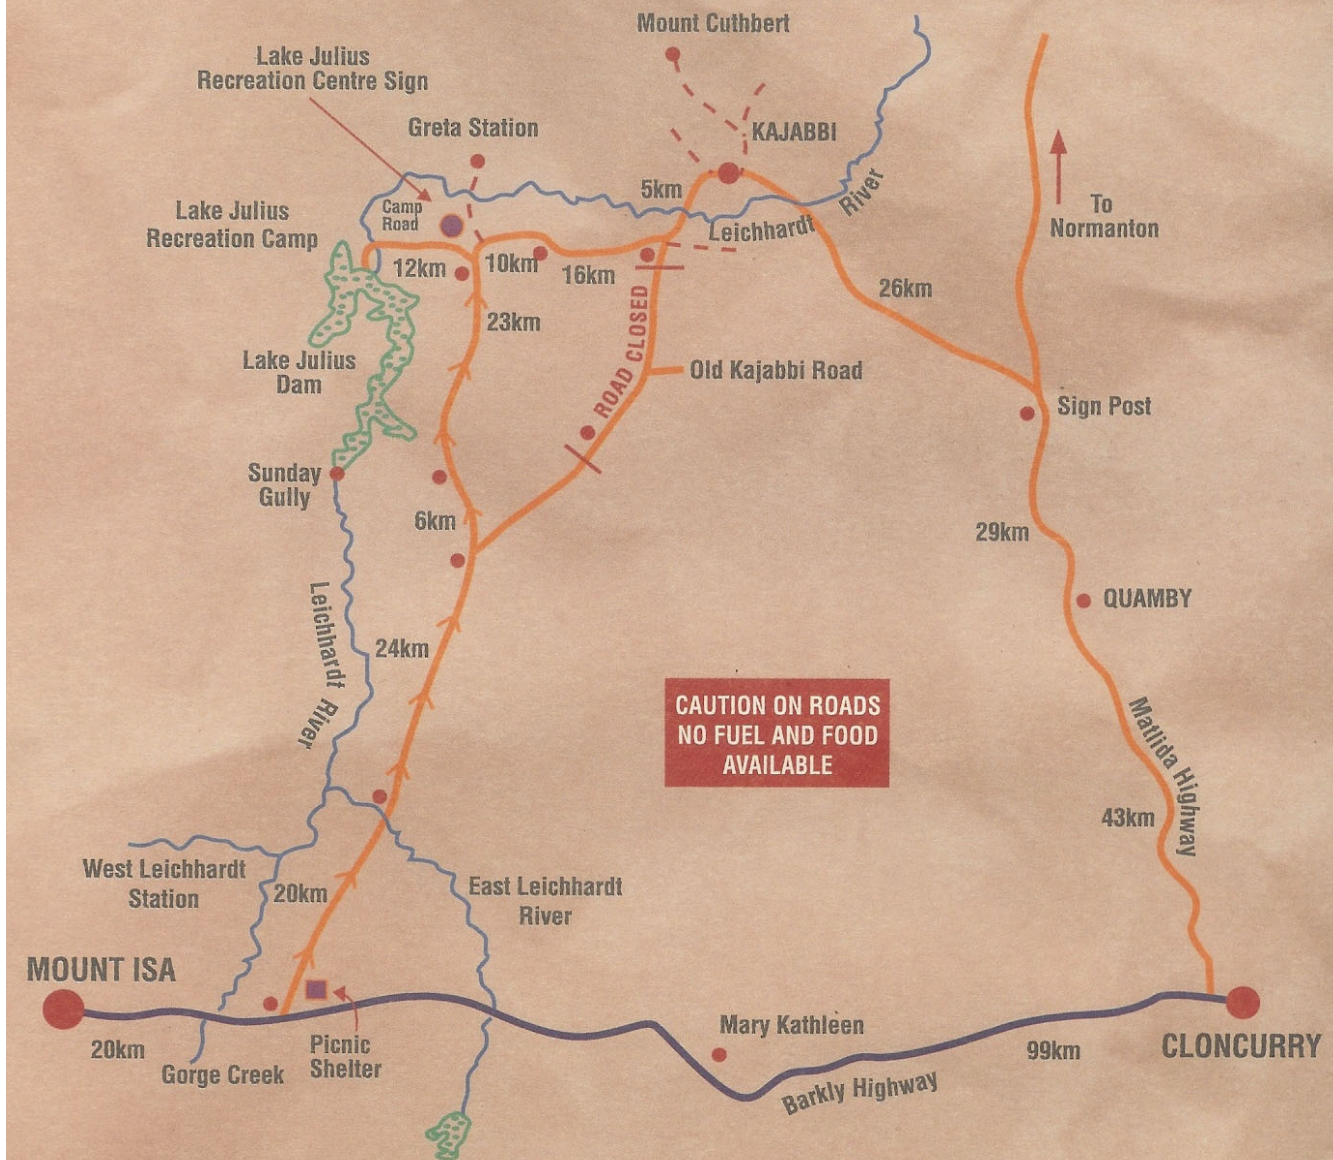 Mount Cuthbert
Lake Julius
Recreation Centre Sign
Greta Station
KAJABBI
5km
Camp
Road
Lake Julius
Recreation Camp
Leichhardt
River
To
Normanton
12km
10km
16km
26km
23km
ROAD CLOSED
Lake Julius
Dam
Old Kajabbi Road
Sign Post
Sunday
Gully
6km
29km
Leichhardt
River
QUAMBY
24km
CAUTION ON ROADS
NO FUEL AND FOOD
AVAILABLE
Matlida Highway
43km
West Leichhardt
Station
20km
East Leichhardt
River
MOUNT ISA
Mary Kathleen
CLONCURRY
20km
Gorge Creek
Picnic
Shelter
99km
Barkly Highway